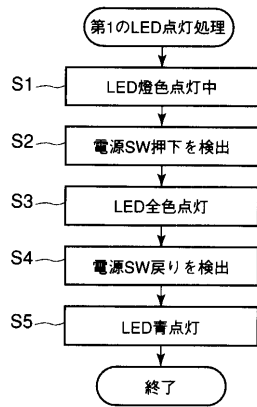 第1のLED点灯処理
S1
LED燈色点灯中
S2
電源SW押下を検出
S3
LED全色点灯
S4
電源SW戻りを検出
S5
LED青点灯
終了